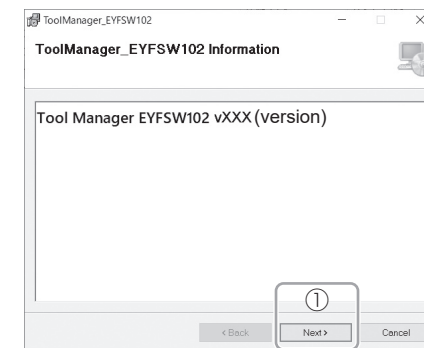 ToolManager_EYFSW102
ToolManager_EYFSW102 Information
Tool Manager EYFSW102 vXXX (version)
①
< Back
Next >
Cancel